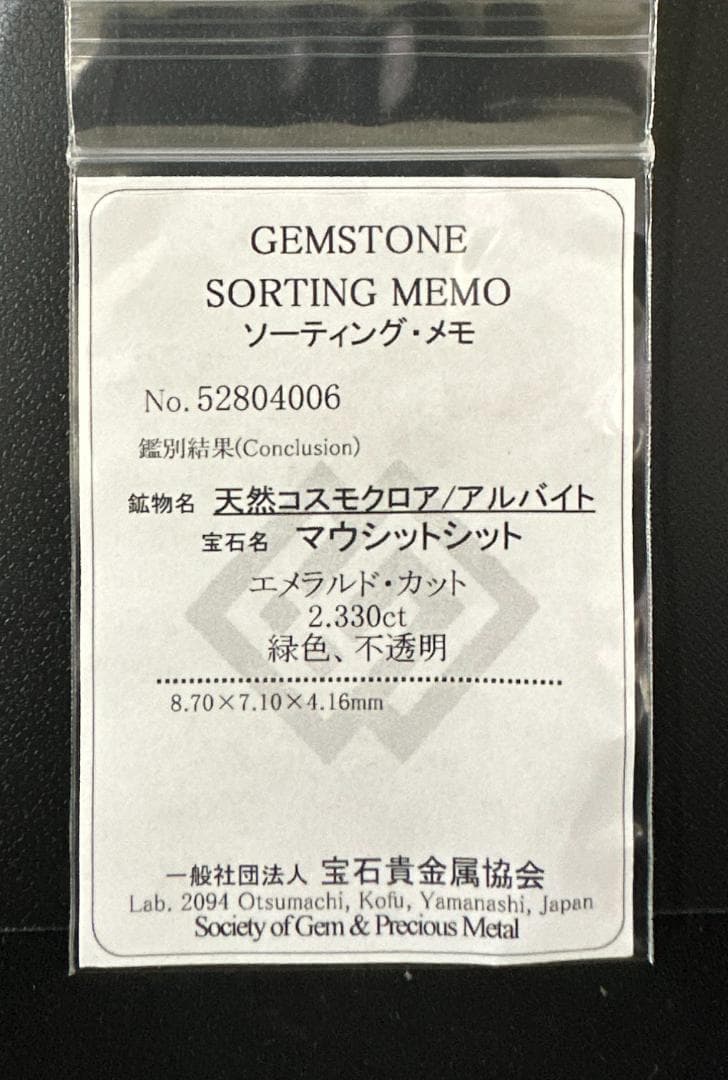 GEMSTONE
SORTING MEMO
ソーティング・メモ
No. 52804006
鑑別結果(Conclusion)
鉱物名 天然コスモクロア/アルバイト
宝石名 マウシットシット
エメラルド・カット
2.330ct
緑色、不透明
8.70×7.10×4.16mm
一般社団法人 宝石貴金属協会
Lab. 2094 Otsumachi, Kofu, Yamanashi, Japan
Society of Gem & Precious Metal